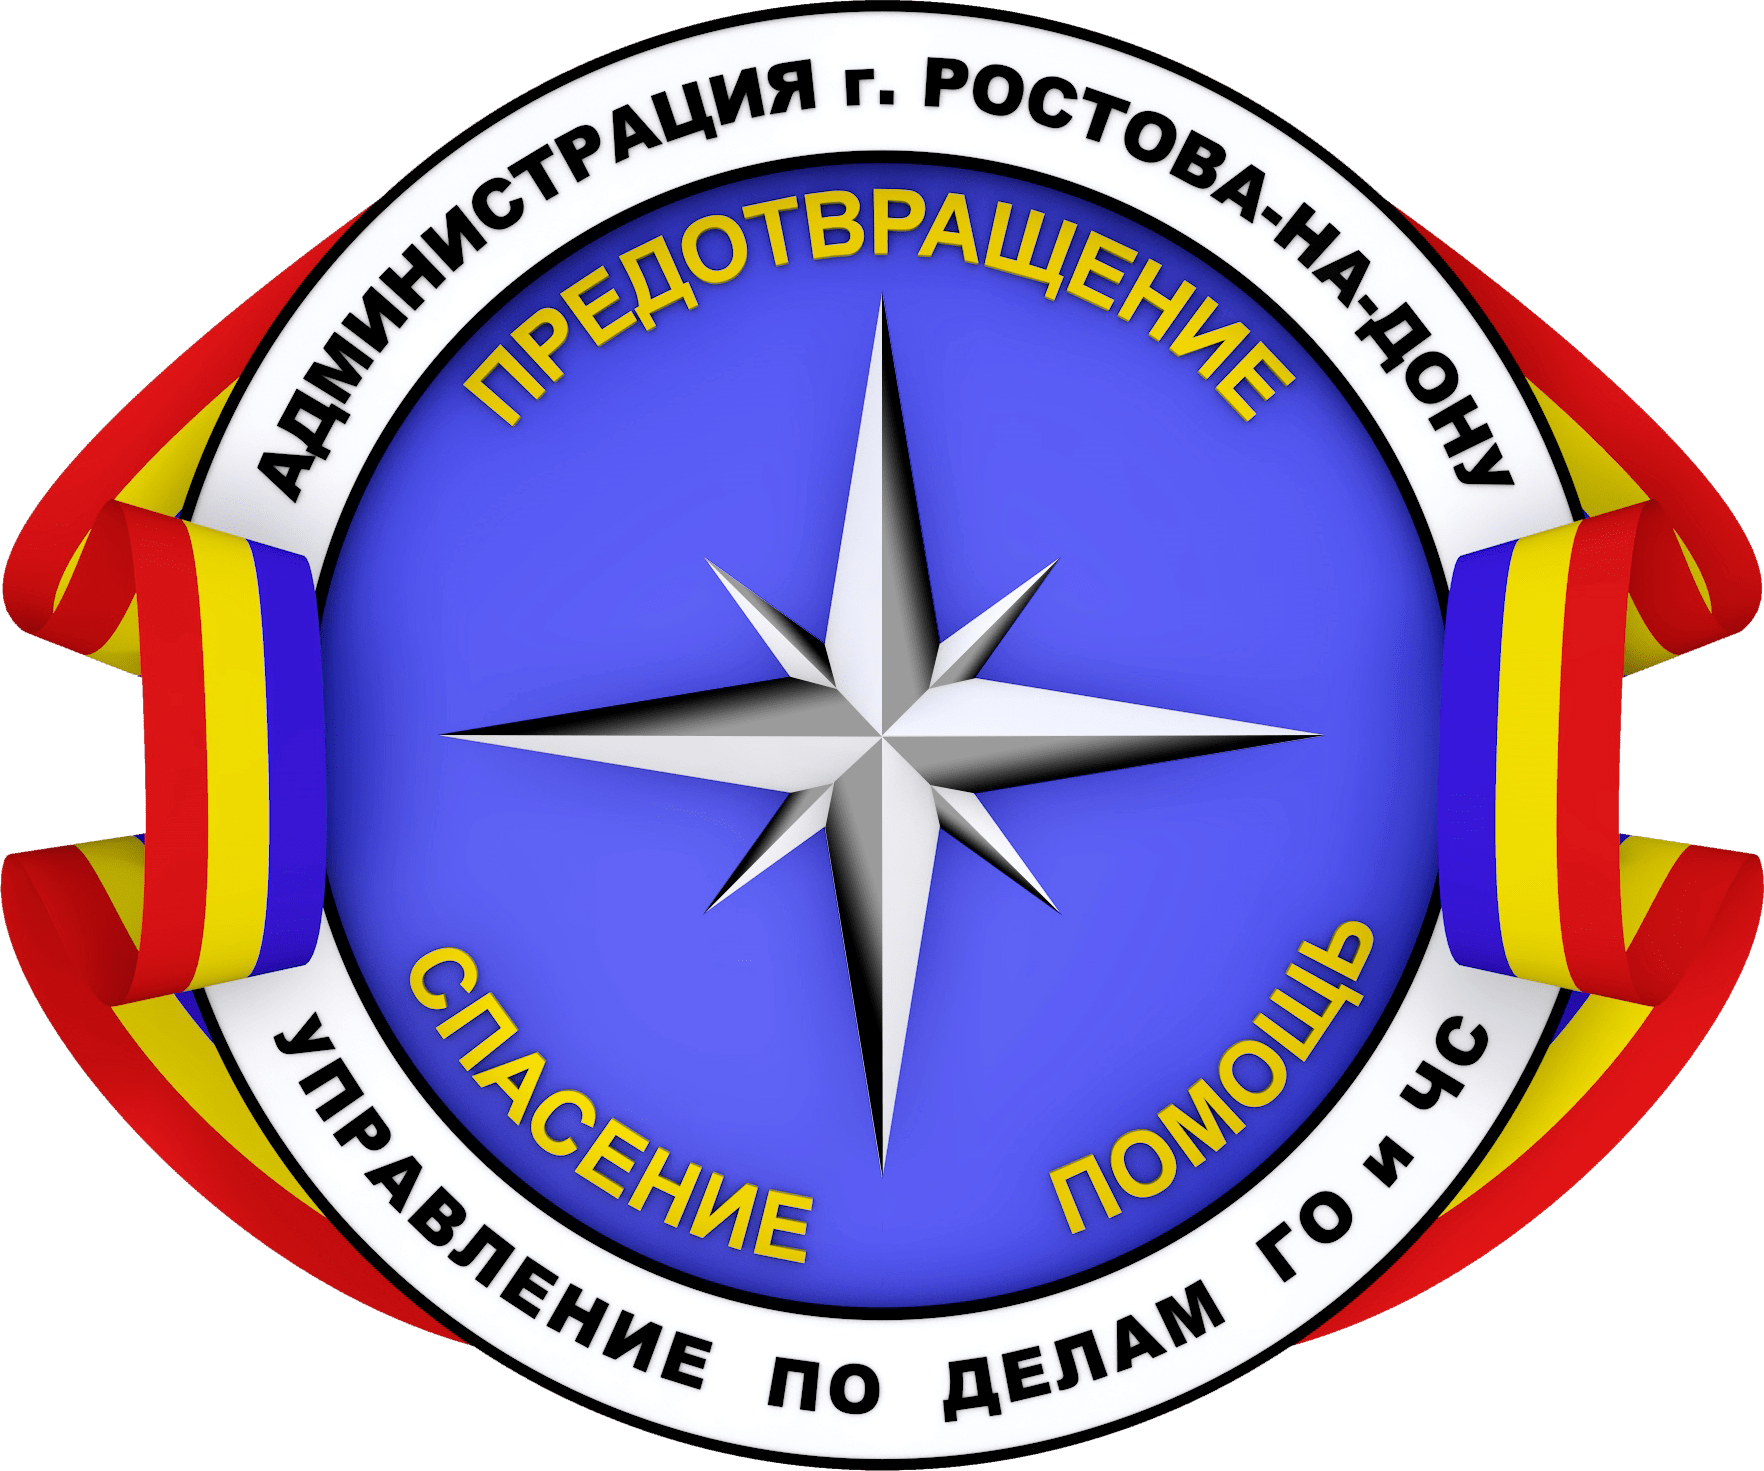 АДМИНИСТРАЦИЯ г. РОСТОВА-НА-ДОНУ
ПРЕДОТВРАЩЕНИЕ
СПАСЕНИЕ
ПОМОЩЬ
УПРАВЛЕНИЕ ПО ДЕЛАМ ГО и ЧС